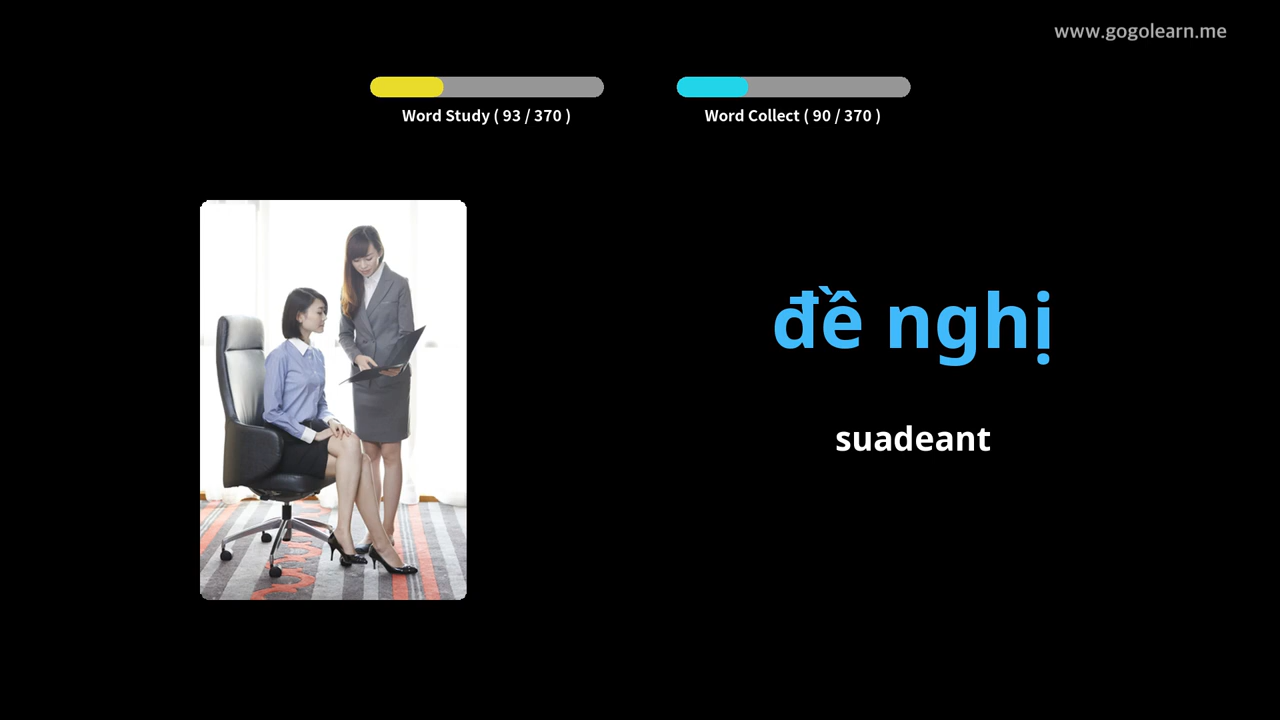 www.gogolearn.me
Word Study ( 93 / 370 )
Word Collect ( 90 / 370 )
đề nghị
suadeant